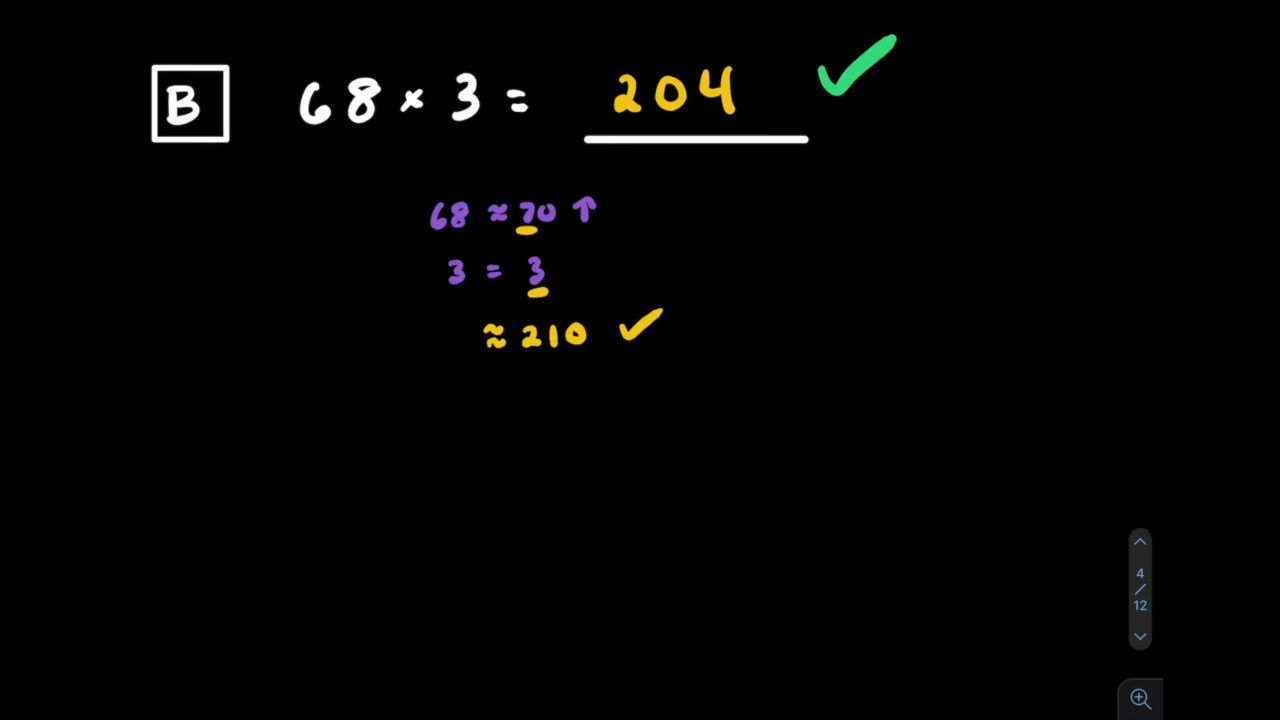 B 68 × 3 = 204 ✓
68 ≈ 70 ↑
3 = 3
≈ 210 ✓
4
/
12